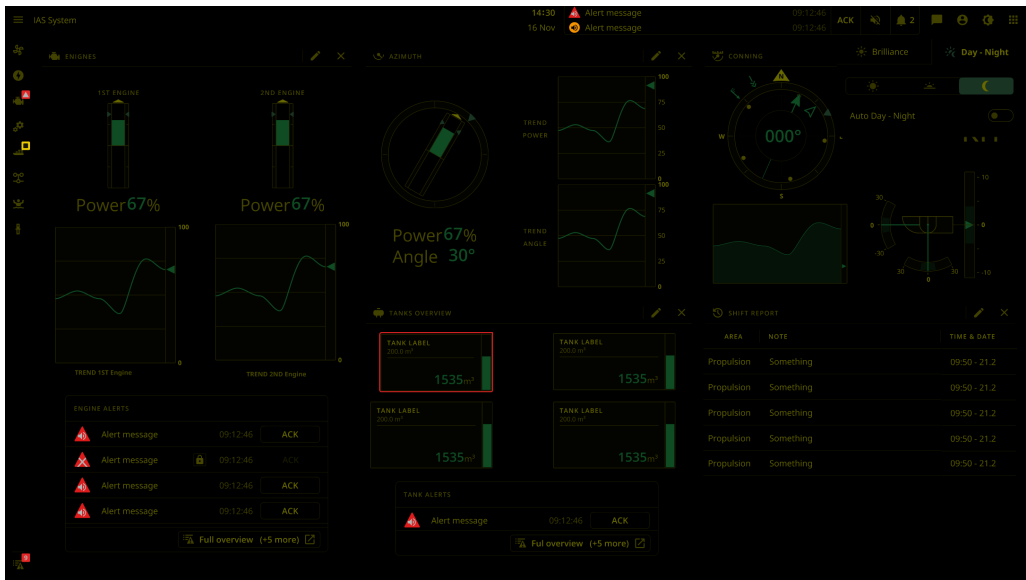 IAS System
14:30
16 Nov
Alert message 09:12:46
Alert message 09:12:46
ACK
2
ENIGNES
1ST ENGINE
2ND ENGINE
Power67%
Power67%
100
0
TREND 1ST Engine
100
0
TREND 2ND Engine
ENGINE ALERTS
Alert message 09:12:46 ACK
Alert message 09:12:46 ACK
Alert message 09:12:46 ACK
Alert message 09:12:46 ACK
Full overview (+5 more)
9
AZIMUTH
Power67%
Angle 30°
TREND
POWER
100
75
50
25
0
TREND
ANGLE
100
75
50
25
0
TANKS OVERVIEW
TANK LABEL
200.0 m³
1535m³
TANK LABEL
200.0 m³
1535m³
TANK LABEL
200.0 m³
1535m³
TANK LABEL
200.0 m³
1535m³
TANK ALERTS
Alert message 09:12:46 ACK
Ful overview (+5 more)
CONNING
N
W
S
000°
Brilliance
Day - Night
Auto Day - Night
10
0
-10
30
0
-30
30
0
30
SHIFT REPORT
AREA NOTE TIME & DATE
Propulsion Something 09:50 - 21.2
Propulsion Something 09:50 - 21.2
Propulsion Something 09:50 - 21.2
Propulsion Something 09:50 - 21.2
Propulsion Something 09:50 - 21.2